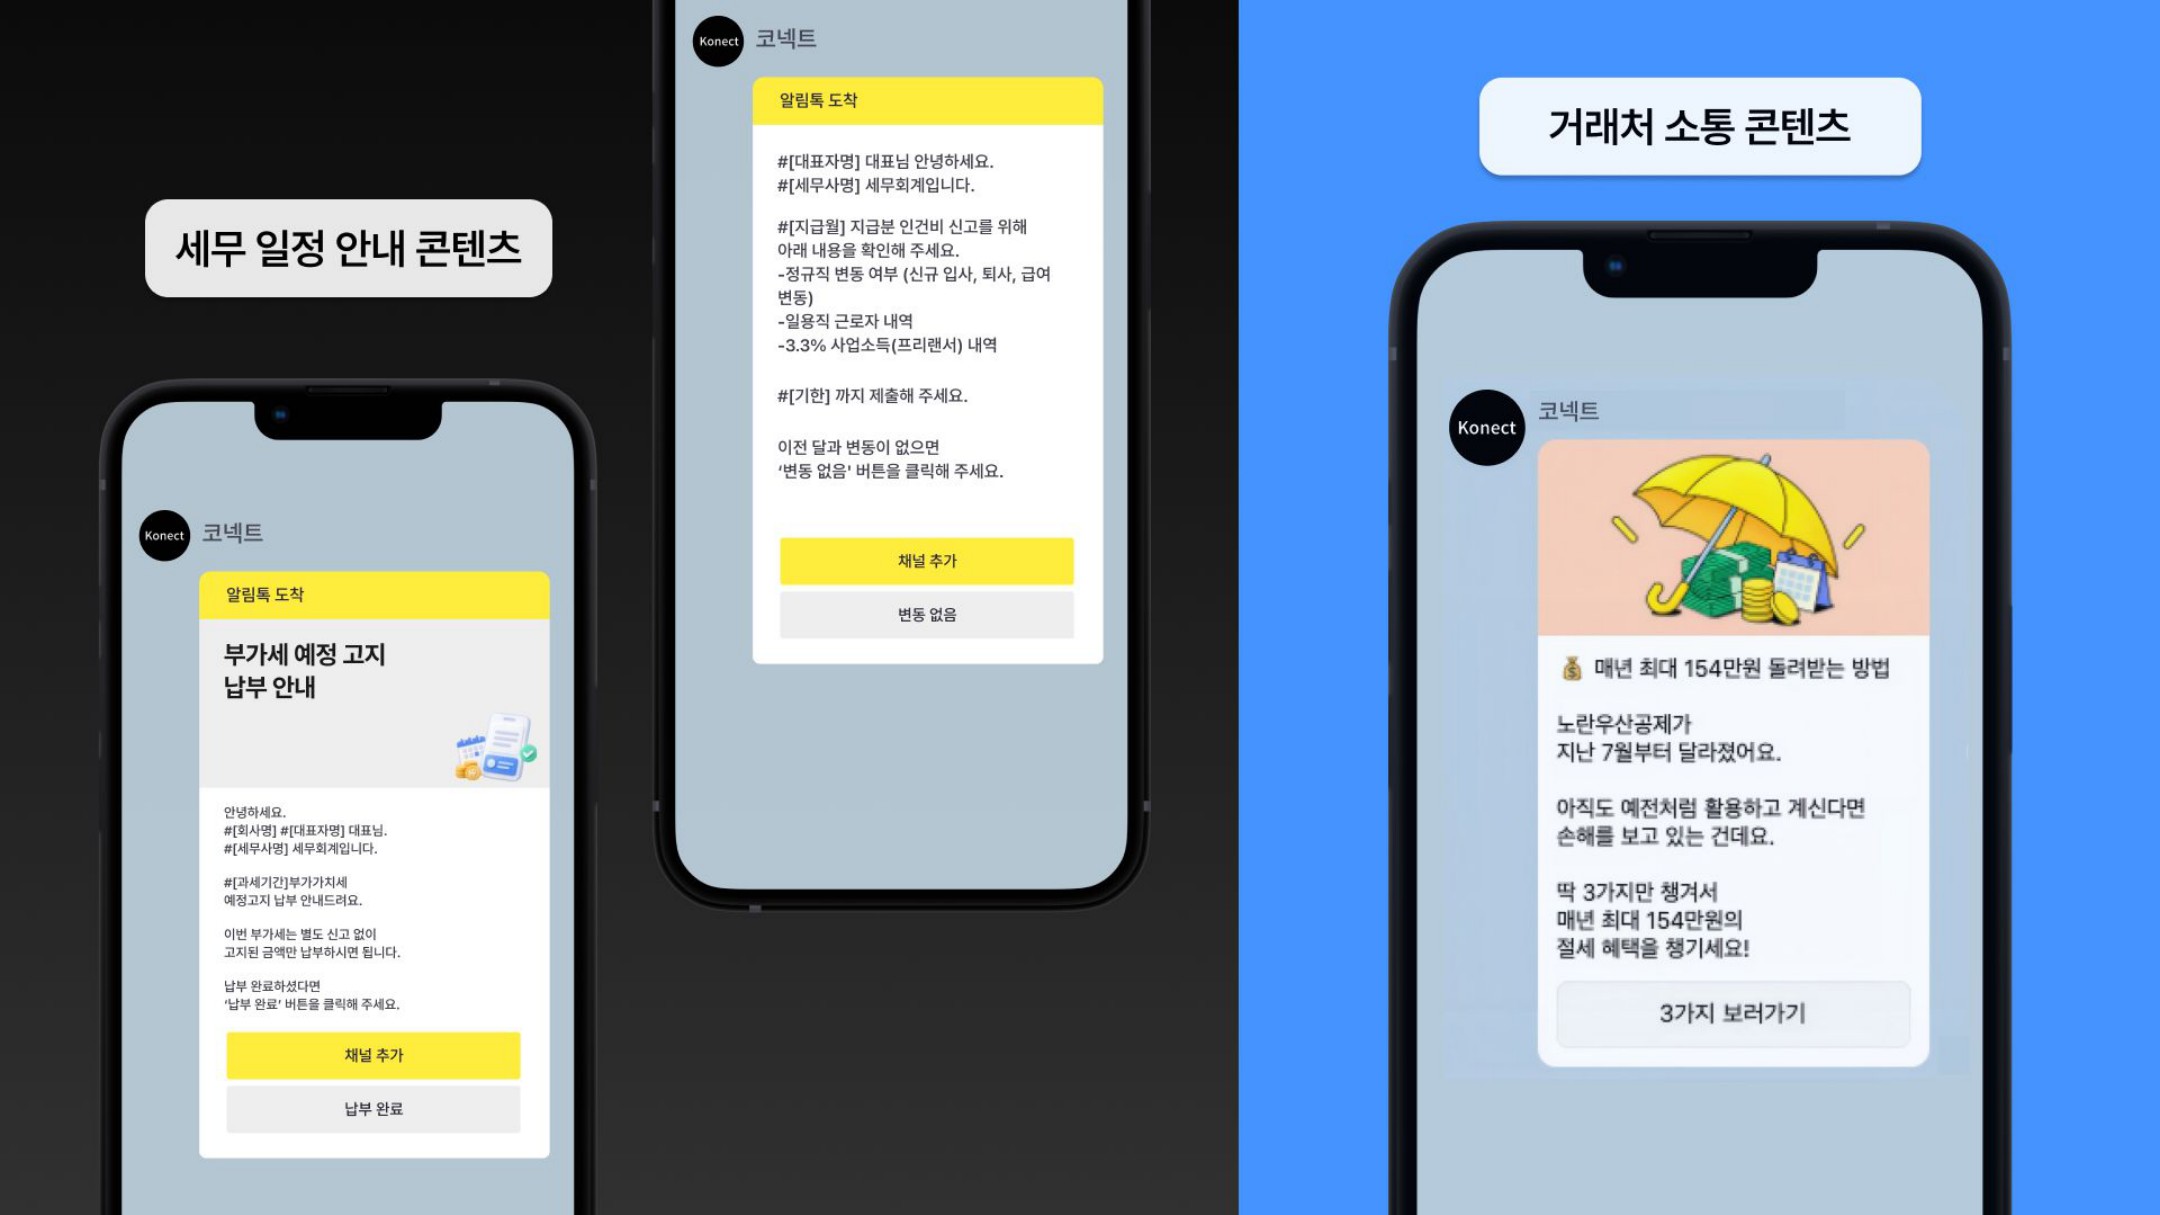 세무 일정 안내 콘텐츠
Konect
코넥트
알림톡 도착
부가세 예정 고지
납부 안내
안녕하세요.
#[회사명] #[대표자명] 대표님.
#[세무사명] 세무회계입니다.
#[과세기간]부가가치세
예정고지 납부 안내드려요.
이번 부가세는 별도 신고 없이
고지된 금액만 납부하시면 됩니다.
납부 완료하셨다면
‘납부 완료’ 버튼을 클릭해 주세요.
채널 추가
납부 완료
Konect
코넥트
알림톡 도착
#[대표자명] 대표님 안녕하세요.
#[세무사명] 세무회계입니다.
#[지급월] 지급분 인건비 신고를 위해
아래 내용을 확인해 주세요.
-정규직 변동 여부 (신규 입사, 퇴사, 급여
변동)
-일용직 근로자 내역
-3.3% 사업소득(프리랜서) 내역
#[기한] 까지 제출해 주세요.
이전 달과 변동이 없으면
‘변동 없음' 버튼을 클릭해 주세요.
채널 추가
변동 없음
거래처 소통 콘텐츠
Konect
코넥트
💰 매년 최대 154만원 돌려받는 방법
노란우산공제가
지난 7월부터 달라졌어요.
아직도 예전처럼 활용하고 계신다면
손해를 보고 있는 건데요.
딱 3가지만 챙겨서
매년 최대 154만원의
절세 혜택을 챙기세요!
3가지 보러가기